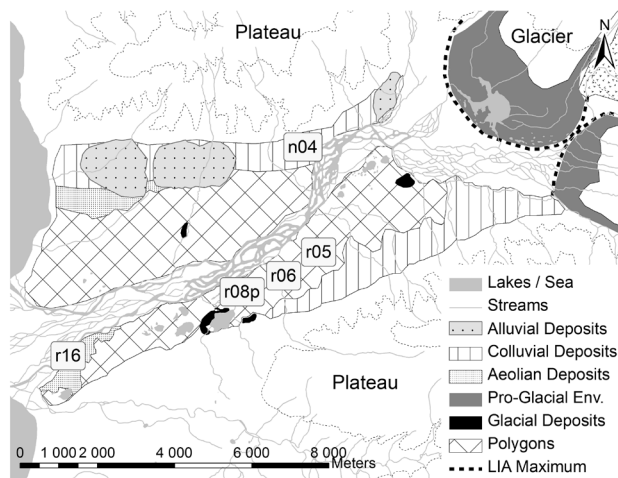 Plateau
Glacier
N
n04
r05
r06
r08p
r16
Plateau
Lakes / Sea
Streams
Alluvial Deposits
Colluvial Deposits
Aeolian Deposits
Pro-Glacial Env.
Glacial Deposits
Polygons
LIA Maximum
0 1 000 2 000 4 000 6 000 8 000
Meters